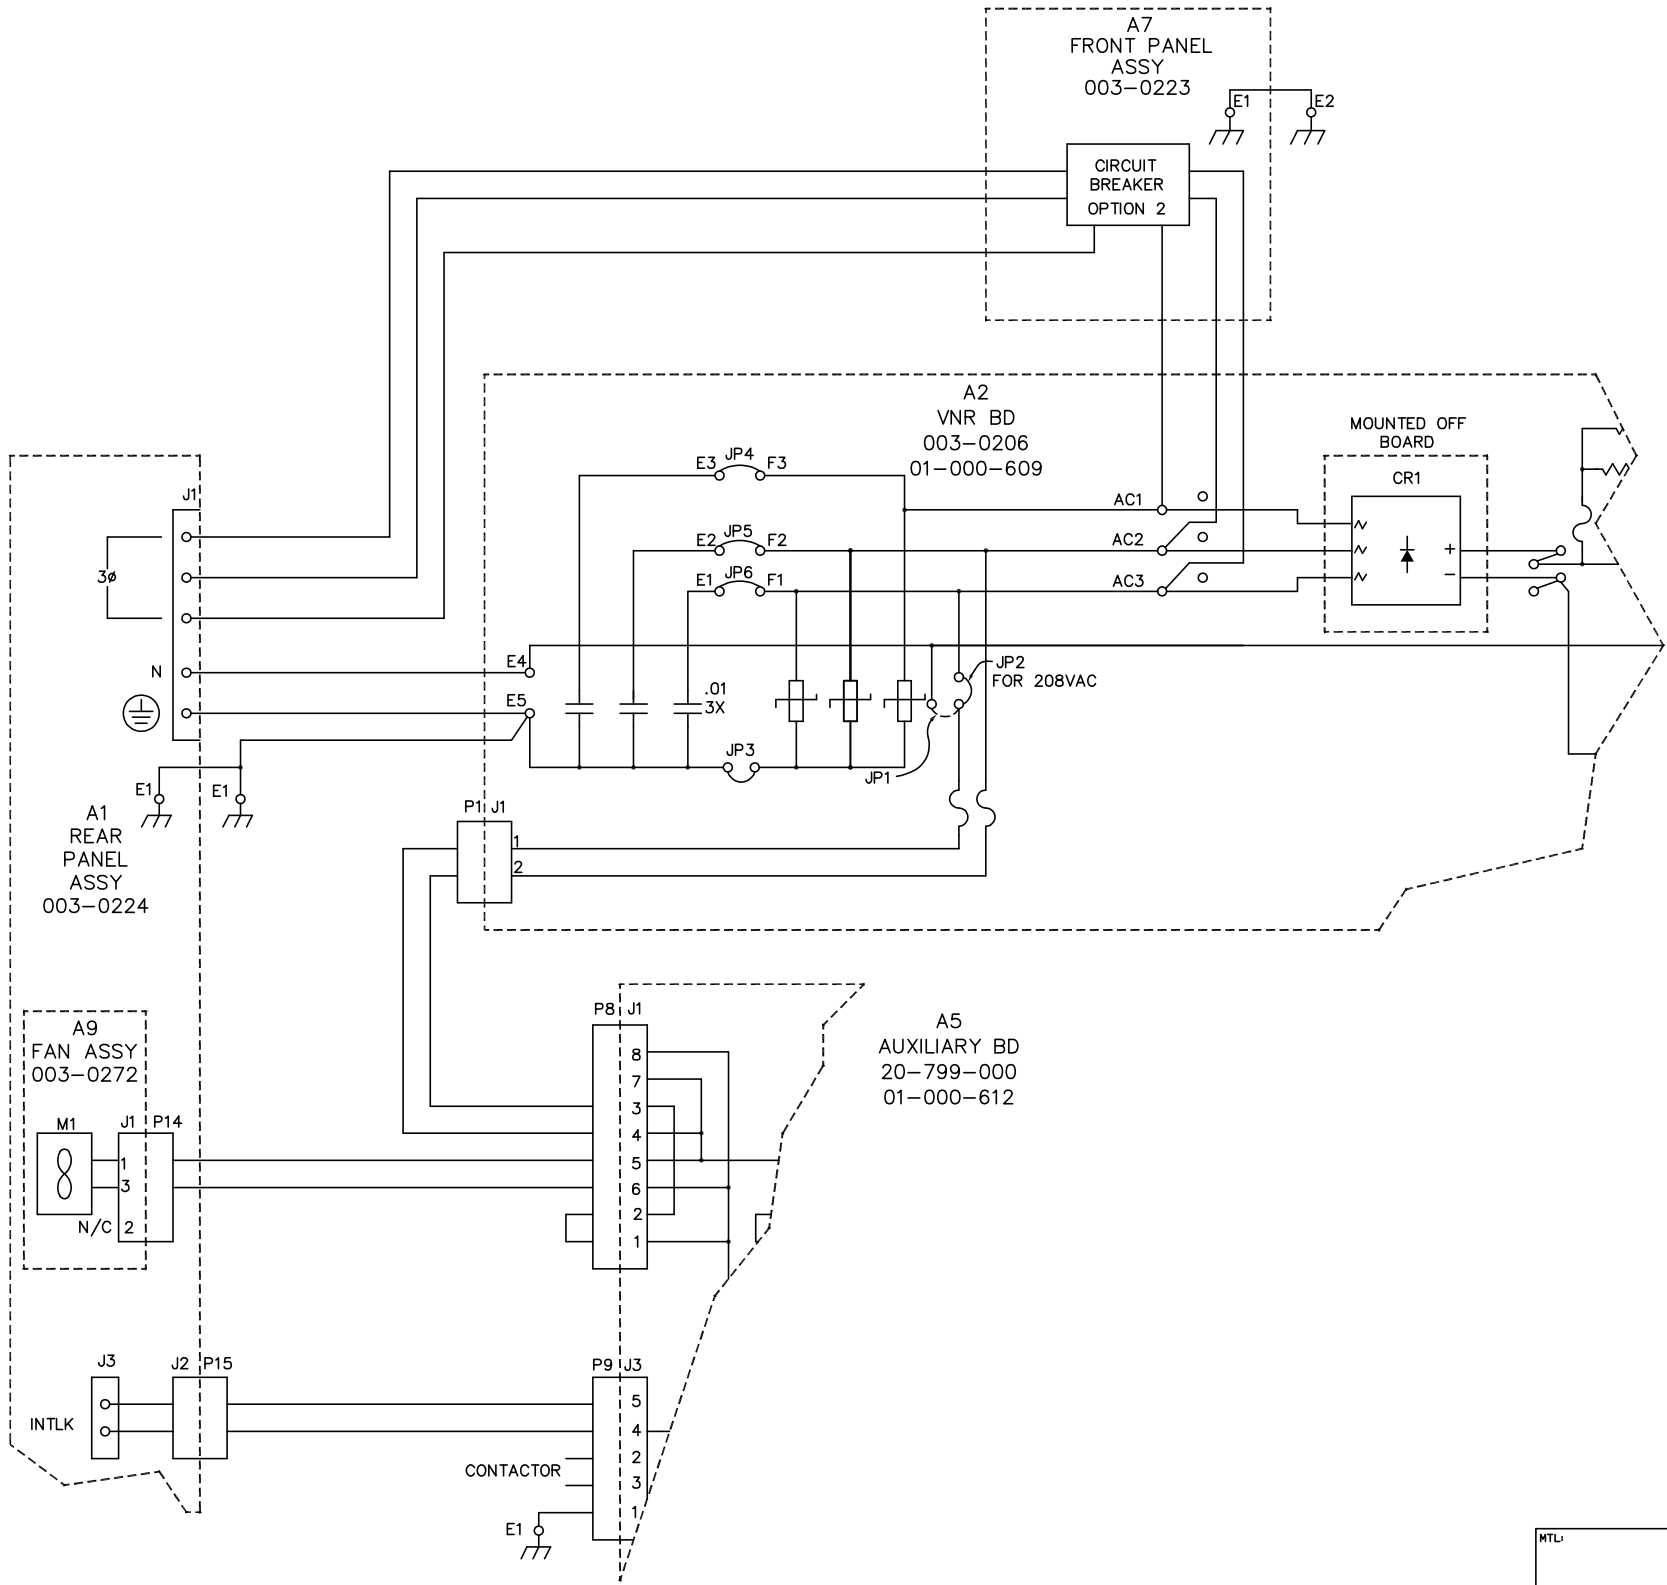 A7
FRONT PANEL
ASSY
003-0223
E1
E2
CIRCUIT
BREAKER
OPTION 2
A2
VNR BD
003-0206
01-000-609
MOUNTED OFF
BOARD
CR1
+
−
E3 JP4 F3
E2 JP5 F2
E1 JP6 F1
AC1
AC2
AC3
J1
3ø
N
E4
E5
.01
3X
JP2
FOR 208VAC
JP3
JP1
E1
E1
A1
REAR
PANEL
ASSY
003-0224
P1 J1
1
2
A9
FAN ASSY
003-0272
M1
J1 P14
1
3
N/C 2
P8 J1
8
7
3
4
5
6
2
1
A5
AUXILIARY BD
20-799-000
01-000-612
J3
J2 P15
INTLK
P9 J3
5
4
2
3
1
CONTACTOR
E1
MTL: